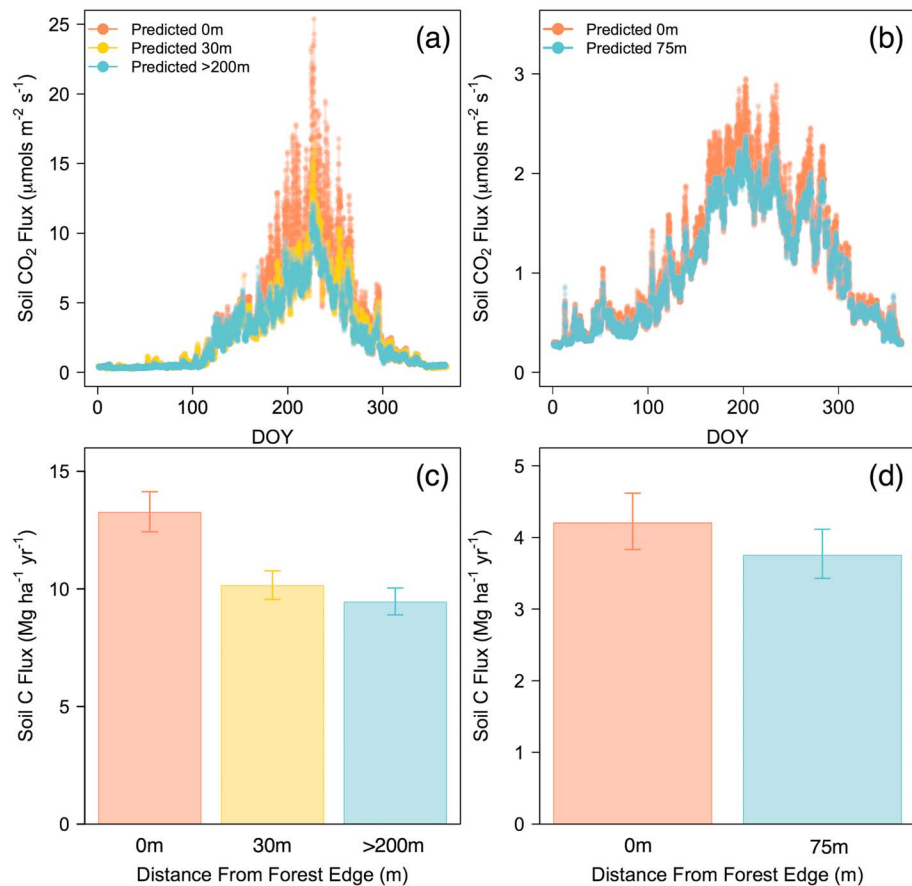 (a)
Predicted 0m
Predicted 30m
Predicted >200m
Soil CO₂ Flux (μmols m⁻² s⁻¹)
25
20
15
10
5
0
0 100 200 300
DOY
(b)
Predicted 0m
Predicted 75m
Soil CO₂ Flux (μmols m⁻² s⁻¹)
3
2
1
0
0 100 200 300
DOY
(c)
Soil C Flux (Mg ha⁻¹ yr⁻¹)
15
10
5
0
0m 30m >200m
Distance From Forest Edge (m)
(d)
Soil C Flux (Mg ha⁻¹ yr⁻¹)
5
4
3
2
1
0
0m 75m
Distance From Forest Edge (m)